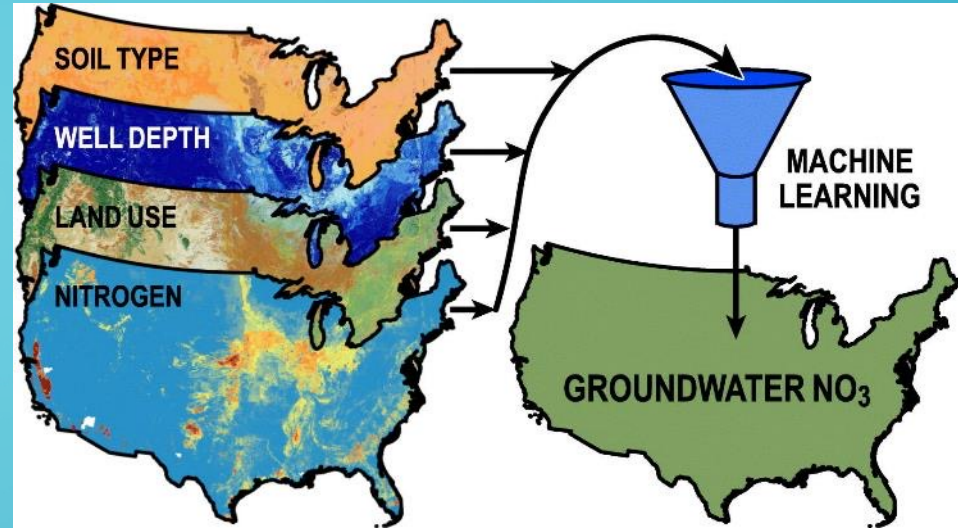 SOIL TYPE
WELL DEPTH
LAND USE
NITROGEN
MACHINE
LEARNING
GROUNDWATER NO₃